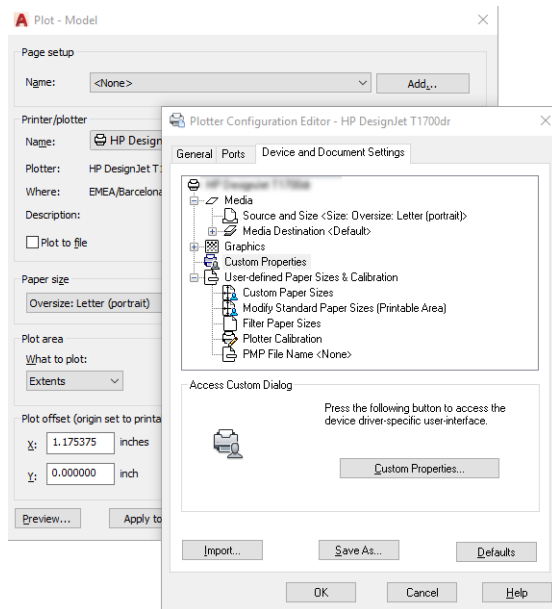 Plot - Model
Page setup
Name:
<None>
Add...
Printer/plotter
Name:
HP Design
Plotter:
HP DesignJet T
Where:
EMEA/Barcelona
Description:
Plot to file
Paper size
Oversize: Letter (portrait)
Plot area
What to plot:
Extents
Plot offset (origin set to printa
X:
1.175375
inches
Y:
0.000000
inch
Preview...
Apply to
Plotter Configuration Editor - HP DesignJet T1700dr
General
Ports
Device and Document Settings
Media
Source and Size <Size: Oversize: Letter (portrait)>
Media Destination <Default>
Graphics
Custom Properties
User-defined Paper Sizes & Calibration
Custom Paper Sizes
Modify Standard Paper Sizes (Printable Area)
Filter Paper Sizes
Plotter Calibration
PMP File Name <None>
Access Custom Dialog
Press the following button to access the
device driver-specific user-interface.
Custom Properties...
Import...
Save As...
Defaults
OK
Cancel
Help